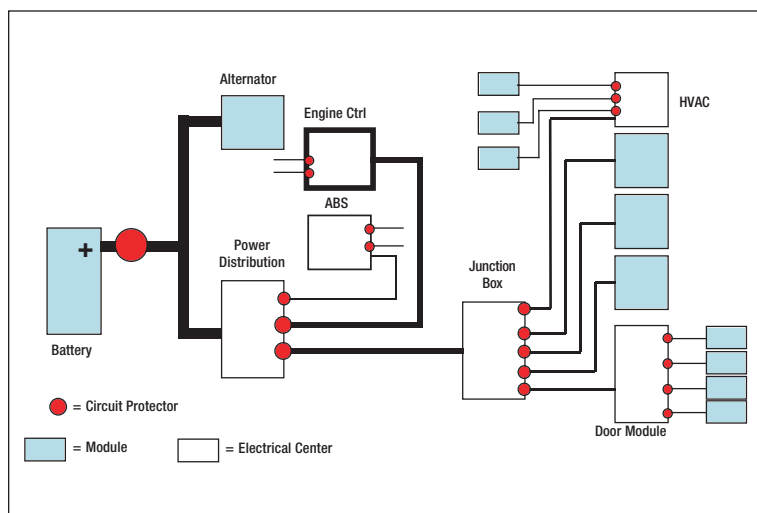 Alternator
Engine Ctrl
HVAC
ABS
Power
Distribution
+
Junction
Box
Battery
Door Module
= Circuit Protector
= Module
= Electrical Center